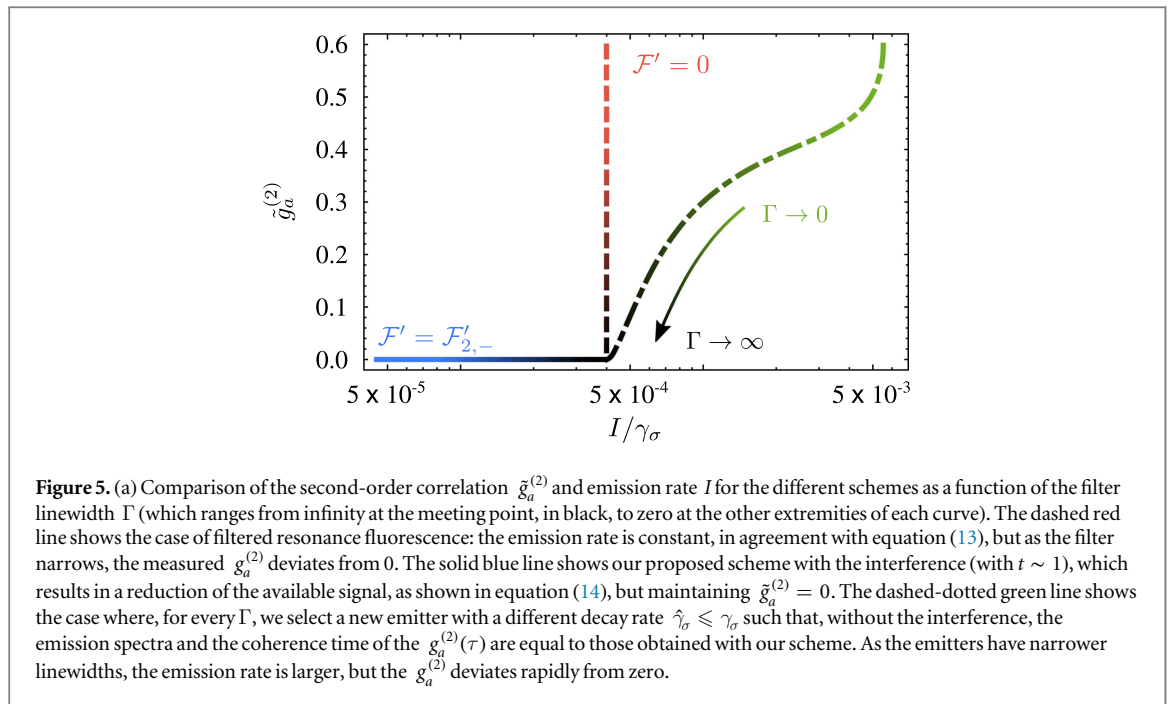 0.6
0.5
0.4
0.3
0.2
0.1
0.0
g̃ₐ⁽²⁾
ℱ′ = 0
Γ → 0
ℱ′ = ℱ′₂,₋
Γ → ∞
5 x 10⁻⁵
5 x 10⁻⁴
5 x 10⁻³
I/γσ
Figure 5. (a) Comparison of the second-order correlation g̃ₐ⁽²⁾ and emission rate I for the different schemes as a function of the filter
linewidth Γ (which ranges from infinity at the meeting point, in black, to zero at the other extremities of each curve). The dashed red
line shows the case of filtered resonance fluorescence: the emission rate is constant, in agreement with equation (13), but as the filter
narrows, the measured gₐ⁽²⁾ deviates from 0. The solid blue line shows our proposed scheme with the interference (with t ∼ 1), which
results in a reduction of the available signal, as shown in equation (14), but maintaining g̃ₐ⁽²⁾ = 0. The dashed-dotted green line shows
the case where, for every Γ, we select a new emitter with a different decay rate γ̂σ ⩽ γσ such that, without the interference, the
emission spectra and the coherence time of the gₐ⁽²⁾(τ) are equal to those obtained with our scheme. As the emitters have narrower
linewidths, the emission rate is larger, but the gₐ⁽²⁾ deviates rapidly from zero.